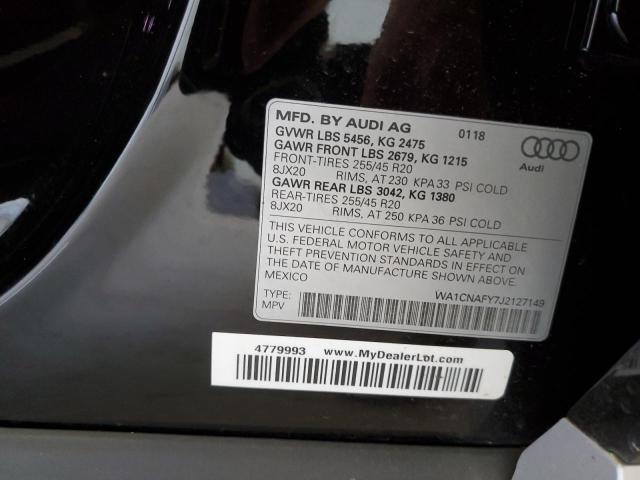 MFD. BY AUDI AG 0118
GVWR LBS 5456, KG 2475
GAWR FRONT LBS 2679, KG 1215
FRONT-TIRES 255/45 R20
8JX20 RIMS, AT 230 KPA 33 PSI COLD
GAWR REAR LBS 3042, KG 1380
REAR-TIRES 255/45 R20
8JX20 RIMS, AT 250 KPA 36 PSI COLD
Audi
THIS VEHICLE CONFORMS TO ALL APPLICABLE
U.S. FEDERAL MOTOR VEHICLE SAFETY AND
THEFT PREVENTION STANDARDS IN EFFECT ON
THE DATE OF MANUFACTURE SHOWN ABOVE.
MEXICO
TYPE: WA1CNAFY7J2127149
MPV
4779993 www.MyDealerLot.com